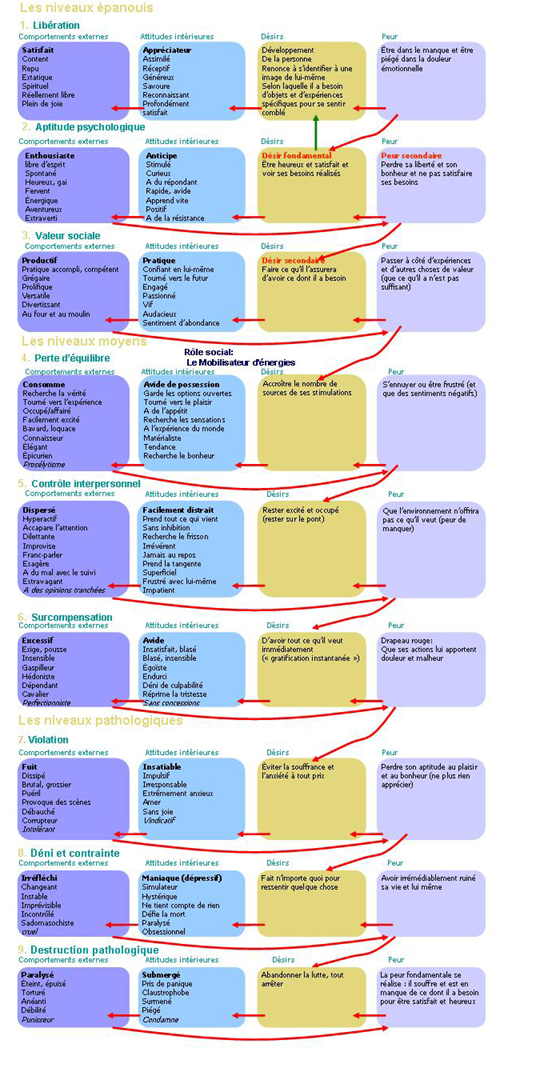 Les niveaux épanouis
1. Libération
Comportements externes
Attitudes intérieures
Désirs
Peur
Satisfait
Content
Repu
Extatique
Spirituel
Réellement libre
Plein de joie
Appréciateur
Assimilé
Réceptif
Généreux
Savoure
Reconnaissant
Profondément
satisfait
Développement
De la personne
Renonce à s'identifier à une
image de lui-même
Selon laquelle il a besoin
d'objets et d'expériences
spécifiques pour se sentir
comblé
Être dans le manque et être
piégé dans la douleur
émotionnelle
2. Aptitude psychologique
Comportements externes
Attitudes intérieures
Désirs
Peur
Enthousiaste
libre d'esprit
Spontané
Heureux, gai
Fervent
Énergique
Aventureux
Extraverti
Anticipe
Stimulé
Curieux
A du répondant
Rapide, avide
Apprend vite
Positif
A de la résistance
Désir fondamental
Être heureux et satisfait et
voir ses besoins réalisés
Peur secondaire
Perdre sa liberté et son
bonheur et ne pas satisfaire
ses besoins
3. Valeur sociale
Comportements externes
Attitudes intérieures
Désirs
Peur
Productif
Pratique accompli, compétent
Grégaire
Prolifique
Versatile
Divertissant
Au four et au moulin
Pratique
Confiant en lui-même
Tourné vers le futur
Engagé
Passionné
Vif
Audacieux
Sentiment d'abondance
Désir secondaire
Faire ce qu'il l'assurera
d'avoir ce dont il a besoin
Passer à côté d'expériences
et d'autres choses de valeur
(que ce qu'il a n'est pas
suffisant)
Les niveaux moyens
Rôle social:
Le Mobilisateur d'énergies
4. Perte d'équilibre
Comportements externes
Attitudes intérieures
Désirs
Peur
Consomme
Recherche la vérité
Tourné vers l'expérience
Occupé/affairé
Facilement excité
Bavard, loquace
Connaisseur
Élégant
Épicurien
Prosélytisme
Avide de possession
Garde les options ouvertes
Tourné vers le plaisir
A de l'appétit
Recherche les sensations
A l'expérience du monde
Matérialiste
Tendance
Recherche le bonheur
Accroître le nombre de
sources de ses stimulations
S'ennuyer ou être frustré (et
que des sentiments négatifs)
5. Contrôle interpersonnel
Comportements externes
Attitudes intérieures
Désirs
Peur
Dispersé
Hyperactif
Accapare l'attention
Dilettante
Improvise
Franc-parler
Exagère
A du mal avec le suivi
Extravagant
A des opinions tranchées
Facilement distrait
Prend tout ce qui vient
Sans inhibition
Recherche le frisson
Irrévérent
Jamais au repos
Prend la tangente
Superficiel
Frustré avec lui-même
Impatient
Rester excité et occupé
(rester sur le pont)
Que l'environnement n'offrira
pas ce qu'il veut (peur de
manquer)
6. Surcompensation
Comportements externes
Attitudes intérieures
Désirs
Peur
Excessif
Exige, pousse
Insensible
Gaspilleur
Hédoniste
Dépendant
Cavalier
Perfectionniste
Avide
Insatisfait, blasé
Blasé, insensible
Égoïste
Endurci
Déni de culpabilité
Réprime la tristesse
Sans concessions
D'avoir tout ce qu'il veut
immédiatement
(« gratification instantanée »)
Drapeau rouge:
Que ses actions lui apportent
douleur et malheur
Les niveaux pathologiques
7. Violation
Comportements externes
Attitudes intérieures
Désirs
Peur
Fuit
Dissipé
Brutal, grossier
Puéril
Provoque des scènes
Débauché
Corrupteur
Intolérant
Insatiable
Impulsif
Irresponsable
Extrêmement anxieux
Amer
Sans joie
Vindicatif
Éviter la souffrance et
l'anxiété à tout prix
Perdre son aptitude au plaisir
et au bonheur (ne plus rien
apprécier)
8. Déni et contrainte
Comportements externes
Attitudes intérieures
Désirs
Peur
Irréfléchi
Changeant
Instable
Imprévisible
Incontrôlé
Sadomasochiste
cruel
Maniaque (dépressif)
Simulateur
Hystérique
Ne tient compte de rien
Défie la mort
Paralysé
Obsessionnel
Fait n'importe quoi pour
ressentir quelque chose
Avoir irrémédiablement ruiné
sa vie et lui même
9. Destruction pathologique
Comportements externes
Attitudes intérieures
Désirs
Peur
Paralysé
Éteint, épuisé
Torturé
Anéanti
Débilité
Punisseur
Submergé
Pris de panique
Claustrophobe
Surmené
Piégé
Condamne
Abandonner la lutte, tout
arrêter
La peur fondamentale se
réalise : il souffre et est en
manque de ce dont il a besoin
pour être satisfait et heureux